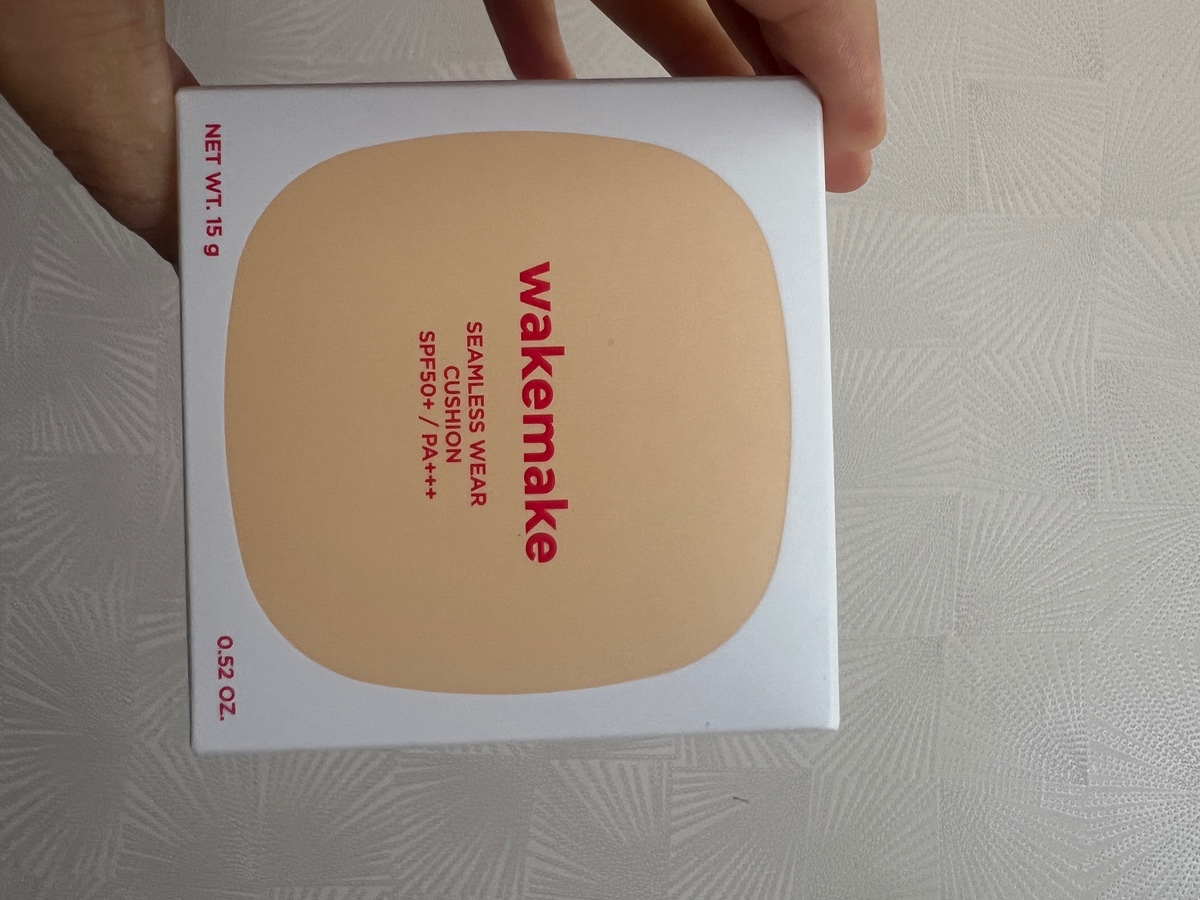 wakemake
SEAMLESS WEAR
CUSHION
SPF50+ / PA+++
NET WT. 15 g
0.52 OZ.